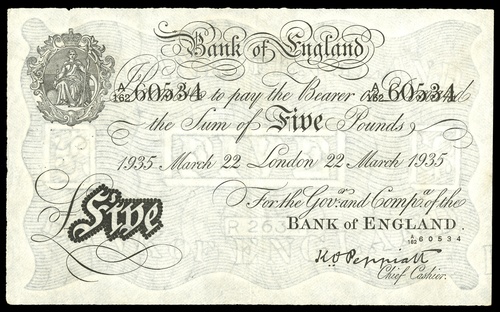 Bank of England
A/162 60534 A/162 60534
to pay the Bearer on Demand
the Sum of Five Pounds
1935 March 22 London 22 March 1935
For the Govr. and Compa. of the
Five
BANK OF ENGLAND.
A/162 60534
K O Peppiatt
Chief Cashier.